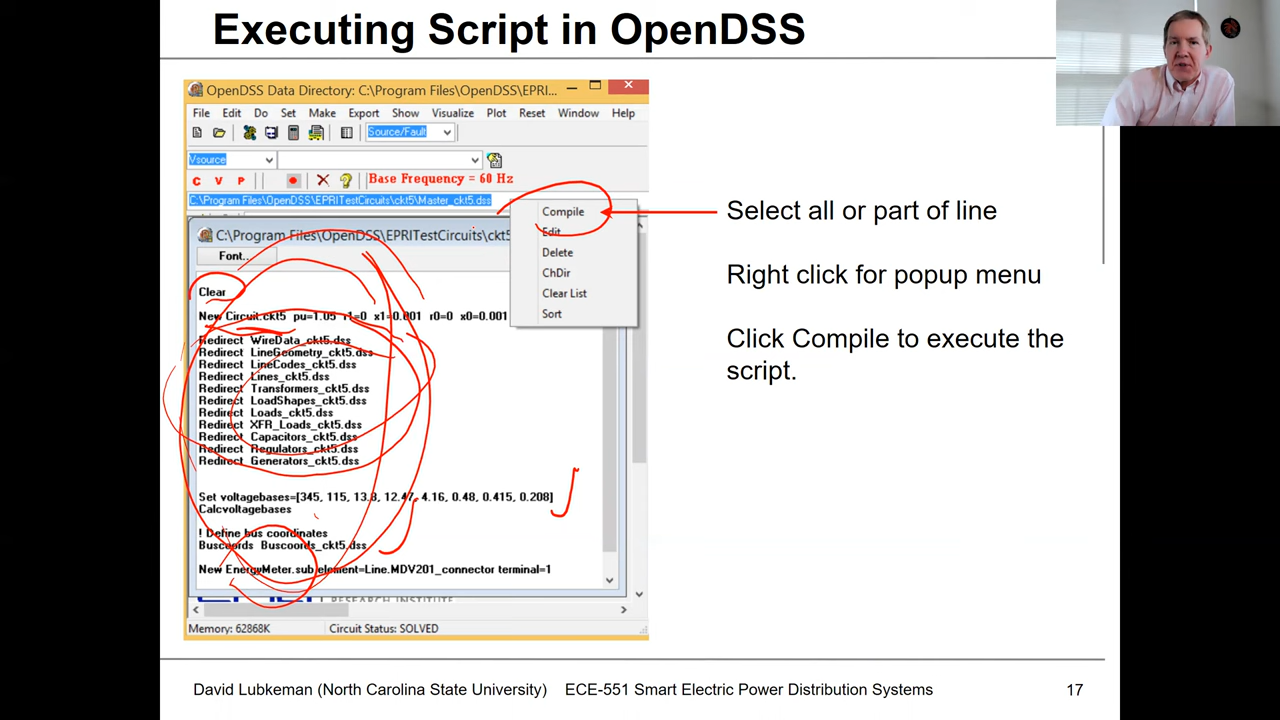 Executing Script in OpenDSS
OpenDSS Data Directory: C:\Program Files\OpenDSS\EPRI...
File Edit Do Set Make Export Show Visualize Plot Reset Window Help
Source/Fault
Vsource
C V P Base Frequency = 60 Hz
C:\Program Files\OpenDSS\EPRITestCircuits\ckt5\Master_ckt5.dss
Compile
Edit
Delete
ChDir
Clear List
Sort
C:\Program Files\OpenDSS\EPRITestCircuits\ckt5
Font..
Clear
New Circuit.ckt5 pu=1.05 r1=0 x1=0.001 r0=0 x0=0.001
Redirect WireData_ckt5.dss
Redirect LineGeometry_ckt5.dss
Redirect LineCodes_ckt5.dss
Redirect Lines_ckt5.dss
Redirect Transformers_ckt5.dss
Redirect LoadShapes_ckt5.dss
Redirect Loads_ckt5.dss
Redirect XFR_Loads_ckt5.dss
Redirect Capacitors_ckt5.dss
Redirect Regulators_ckt5.dss
Redirect Generators_ckt5.dss
Set voltagebases=[345, 115, 13.8, 12.47, 4.16, 0.48, 0.415, 0.208]
Calcvoltagebases
! Define bus coordinates
Buscoords Buscoords_ckt5.dss
New EnergyMeter.sub element=Line.MDV201_connector terminal=1
RESEARCH INSTITUTE
Memory: 62868K Circuit Status: SOLVED
Select all or part of line
Right click for popup menu
Click Compile to execute the
script.
David Lubkeman (North Carolina State University) ECE-551 Smart Electric Power Distribution Systems 17